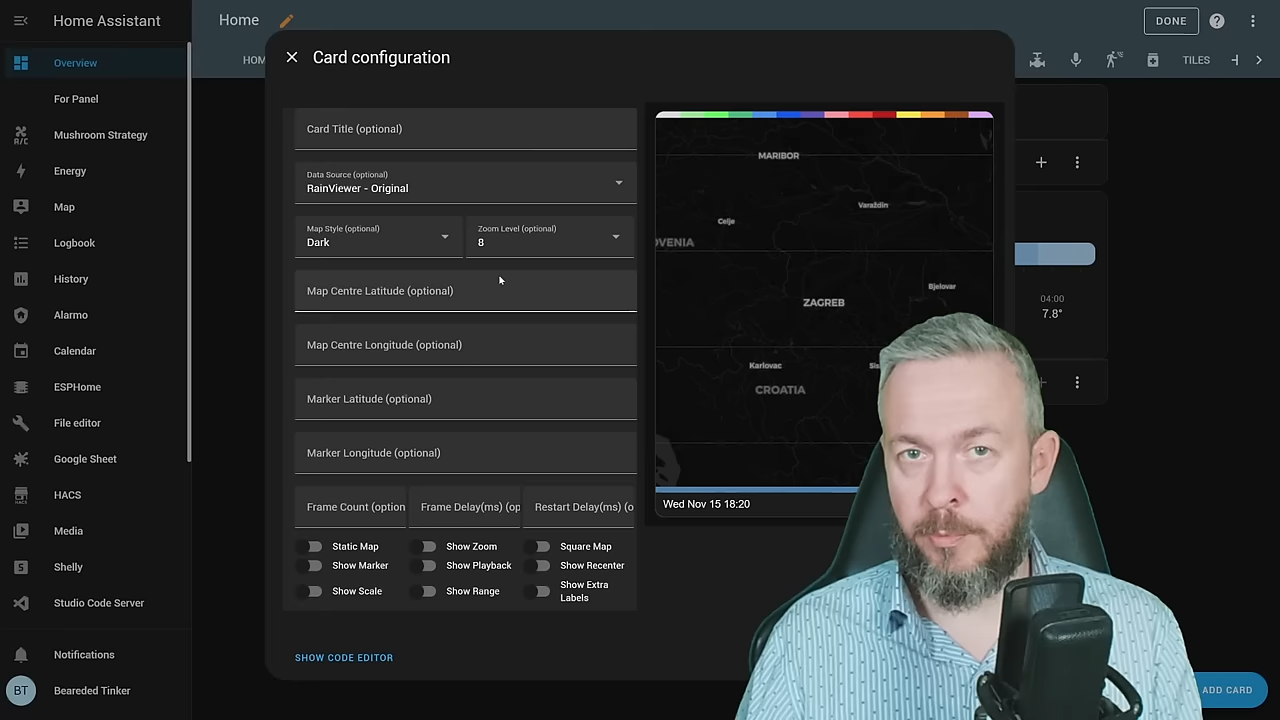 Home Assistant
Home
DONE
Overview
HOM
TILES
For Panel
Mushroom Strategy
Energy
Map
Logbook
History
Alarmo
Calendar
ESPHome
File editor
Google Sheet
HACS
Media
Shelly
Studio Code Server
Notifications
BT
Beareded Tinker
Card configuration
Card Title (optional)
Data Source (optional)
RainViewer - Original
Map Style (optional)
Dark
Zoom Level (optional)
8
Map Centre Latitude (optional)
Map Centre Longitude (optional)
Marker Latitude (optional)
Marker Longitude (optional)
Frame Count (option
Frame Delay(ms) (op
Restart Delay(ms) (o
Static Map
Show Zoom
Square Map
Show Marker
Show Playback
Show Recenter
Show Scale
Show Range
Show Extra
Labels
SHOW CODE EDITOR
MARIBOR
Varaždin
Celje
OVENIA
Bjelovar
ZAGREB
Karlovac
Sis
CROATIA
Wed Nov 15 18:20
04:00
7.8°
ADD CARD